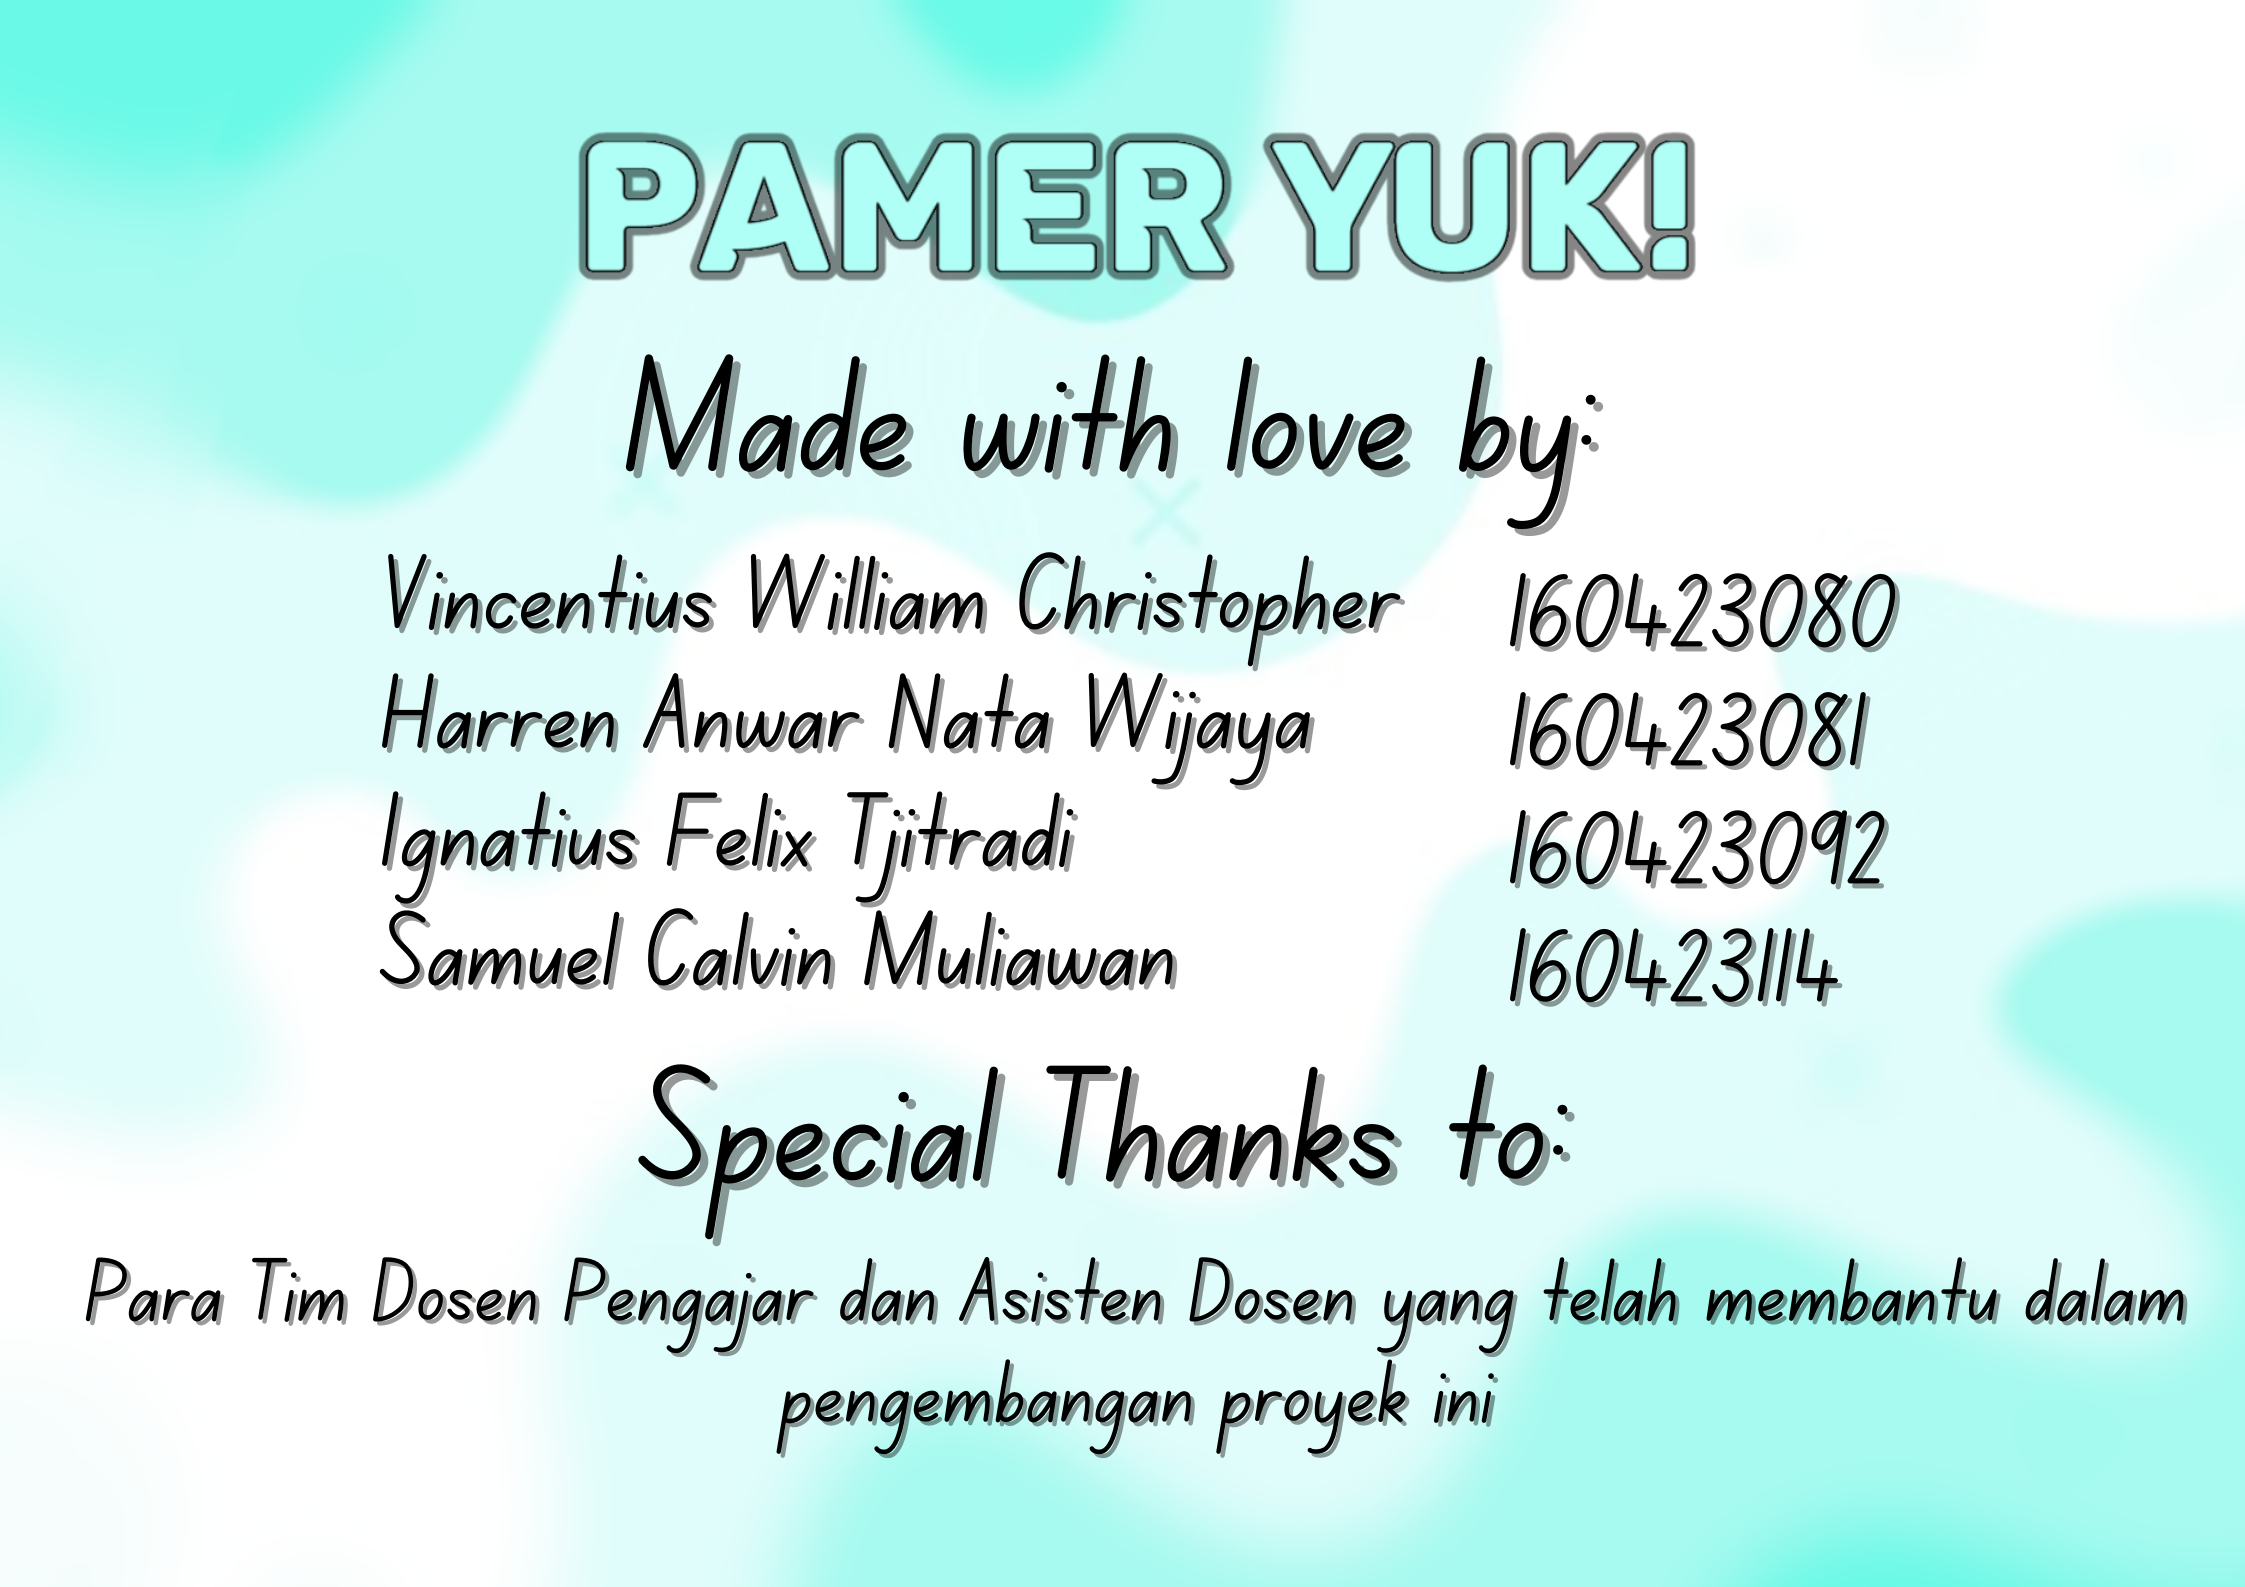 PAMER YUK!
Made with love by:
Vincentius William Christopher 160423080
Harren Anwar Nata Wijaya 160423081
Ignatius Felix Tjitradi 160423092
Samuel Calvin Muliawan 160423114
Special Thanks to:
Para Tim Dosen Pengajar dan Asisten Dosen yang telah membantu dalam
pengembangan proyek ini